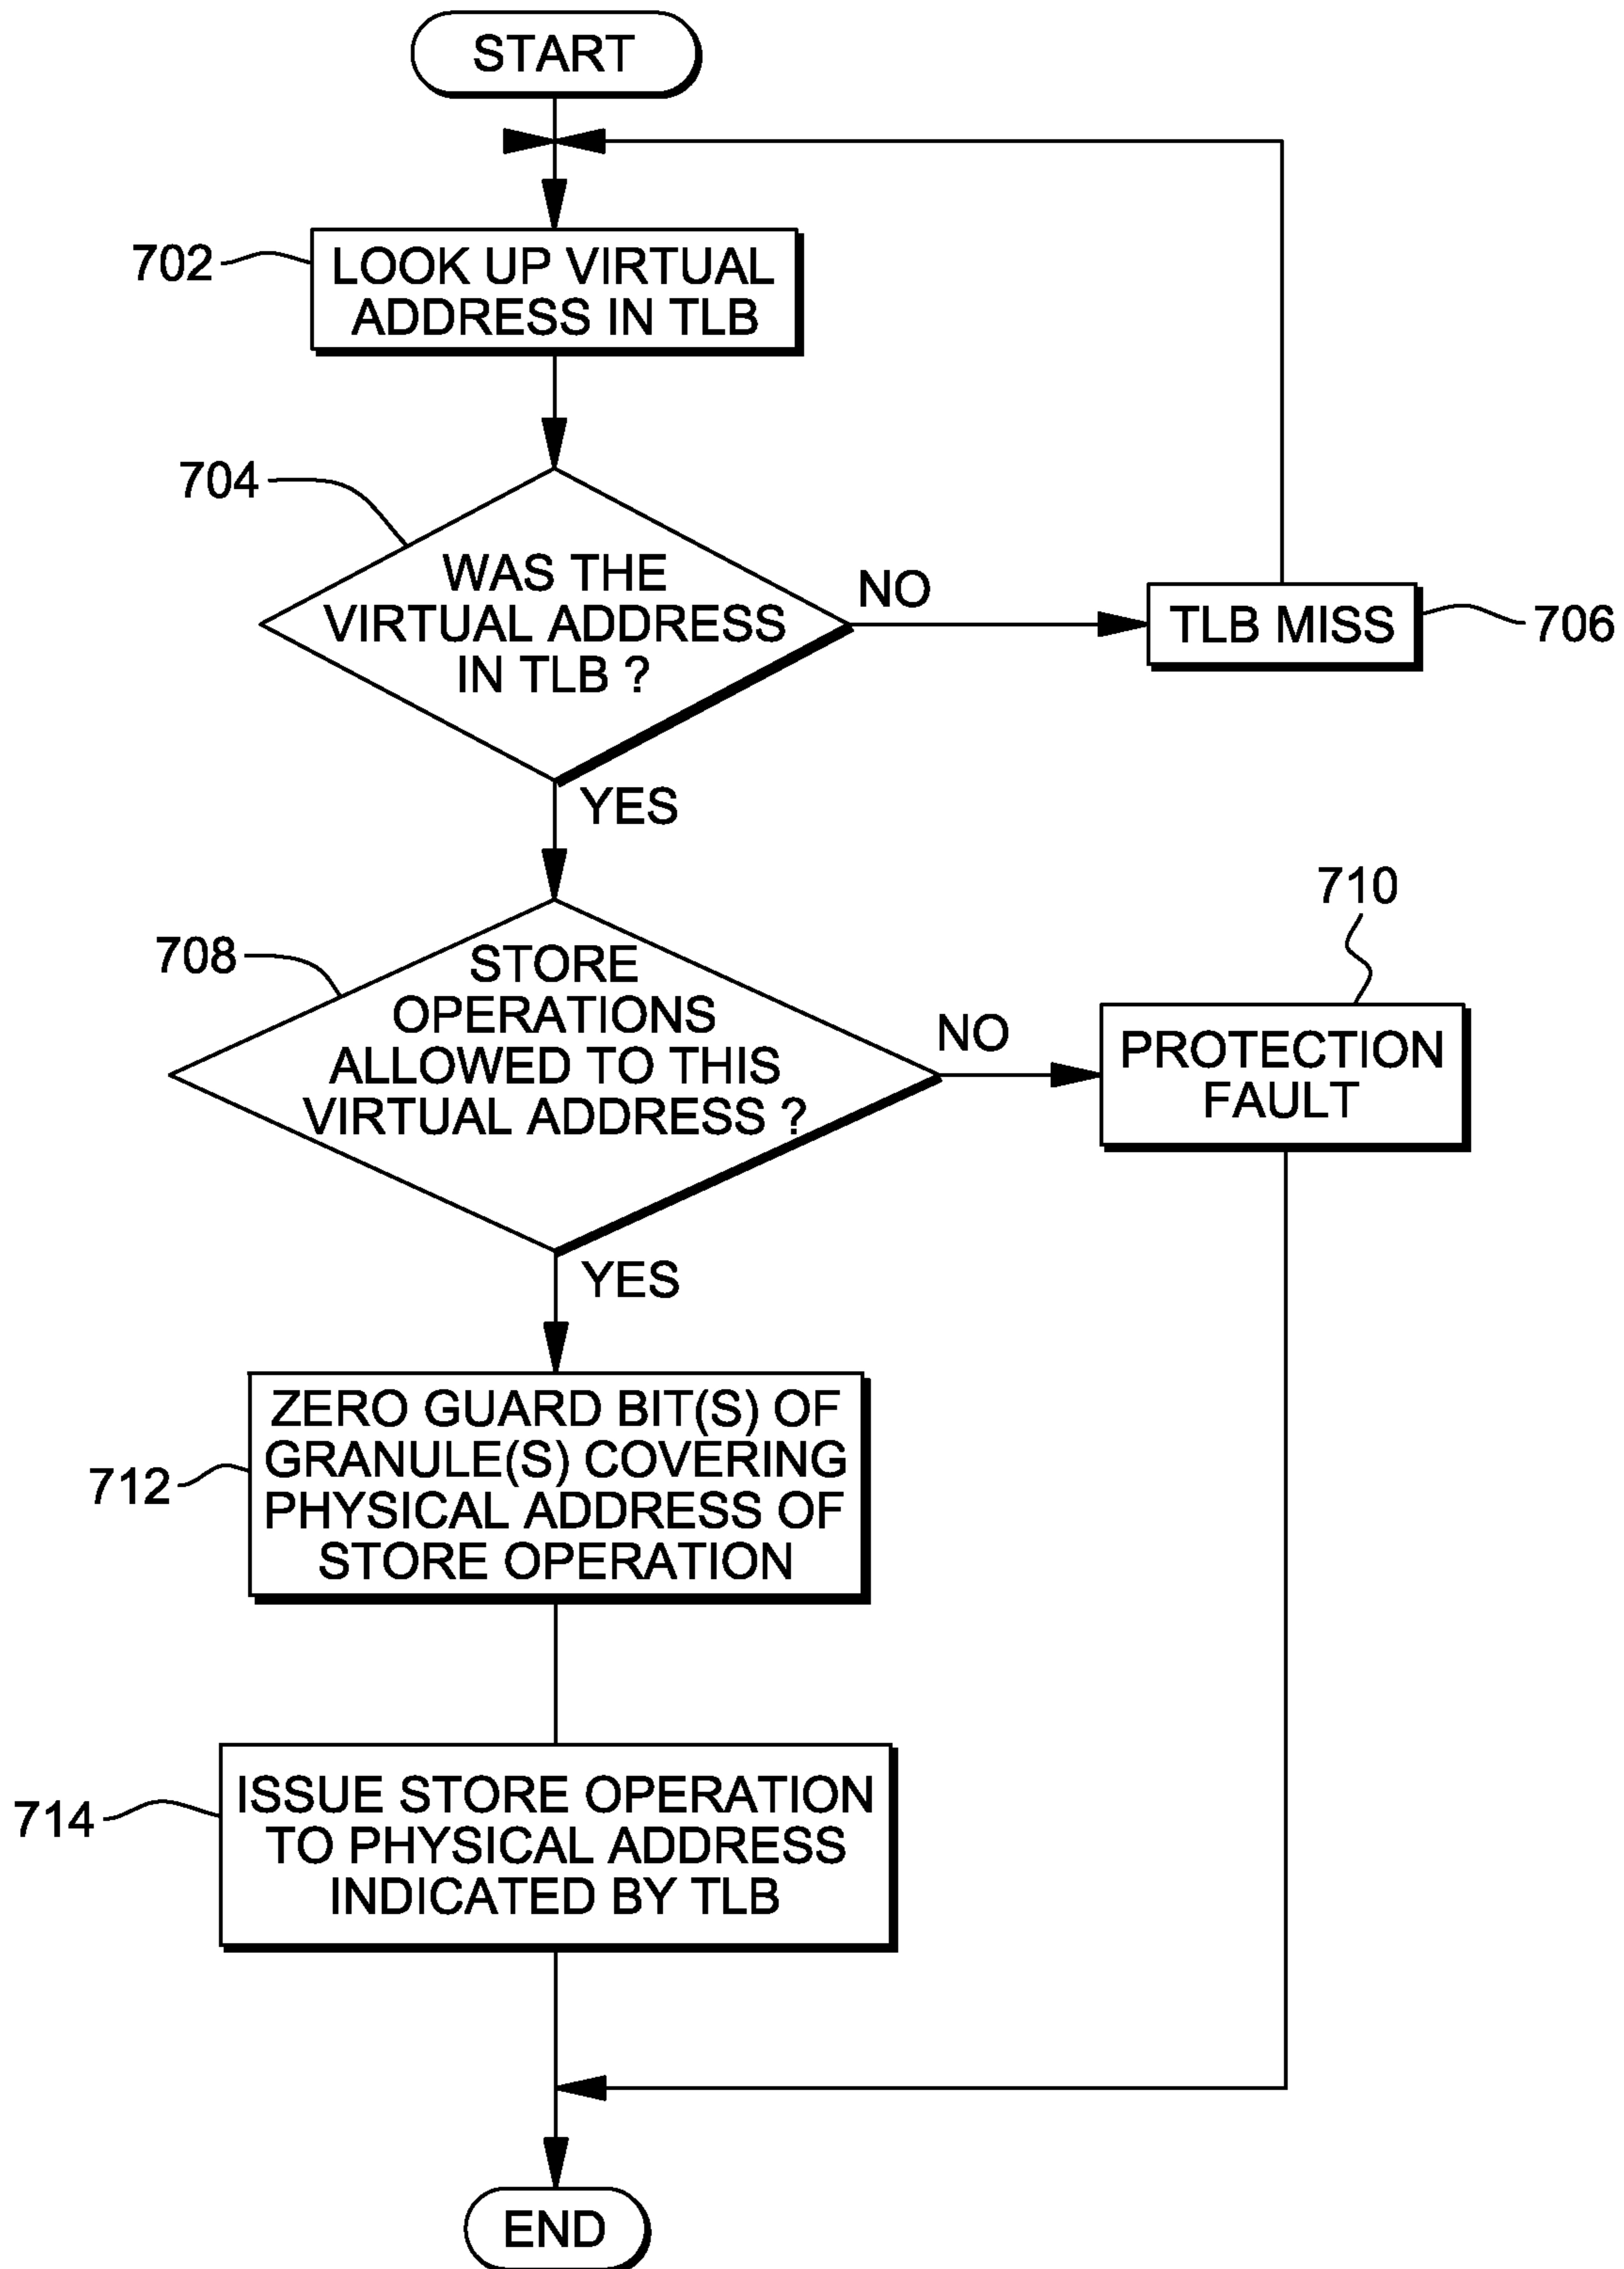 START
702
LOOK UP VIRTUAL
ADDRESS IN TLB
704
WAS THE
VIRTUAL ADDRESS
IN TLB ?
NO
TLB MISS
706
YES
708
STORE
OPERATIONS
ALLOWED TO THIS
VIRTUAL ADDRESS ?
NO
710
PROTECTION
FAULT
YES
712
ZERO GUARD BIT(S) OF
GRANULE(S) COVERING
PHYSICAL ADDRESS OF
STORE OPERATION
714
ISSUE STORE OPERATION
TO PHYSICAL ADDRESS
INDICATED BY TLB
END